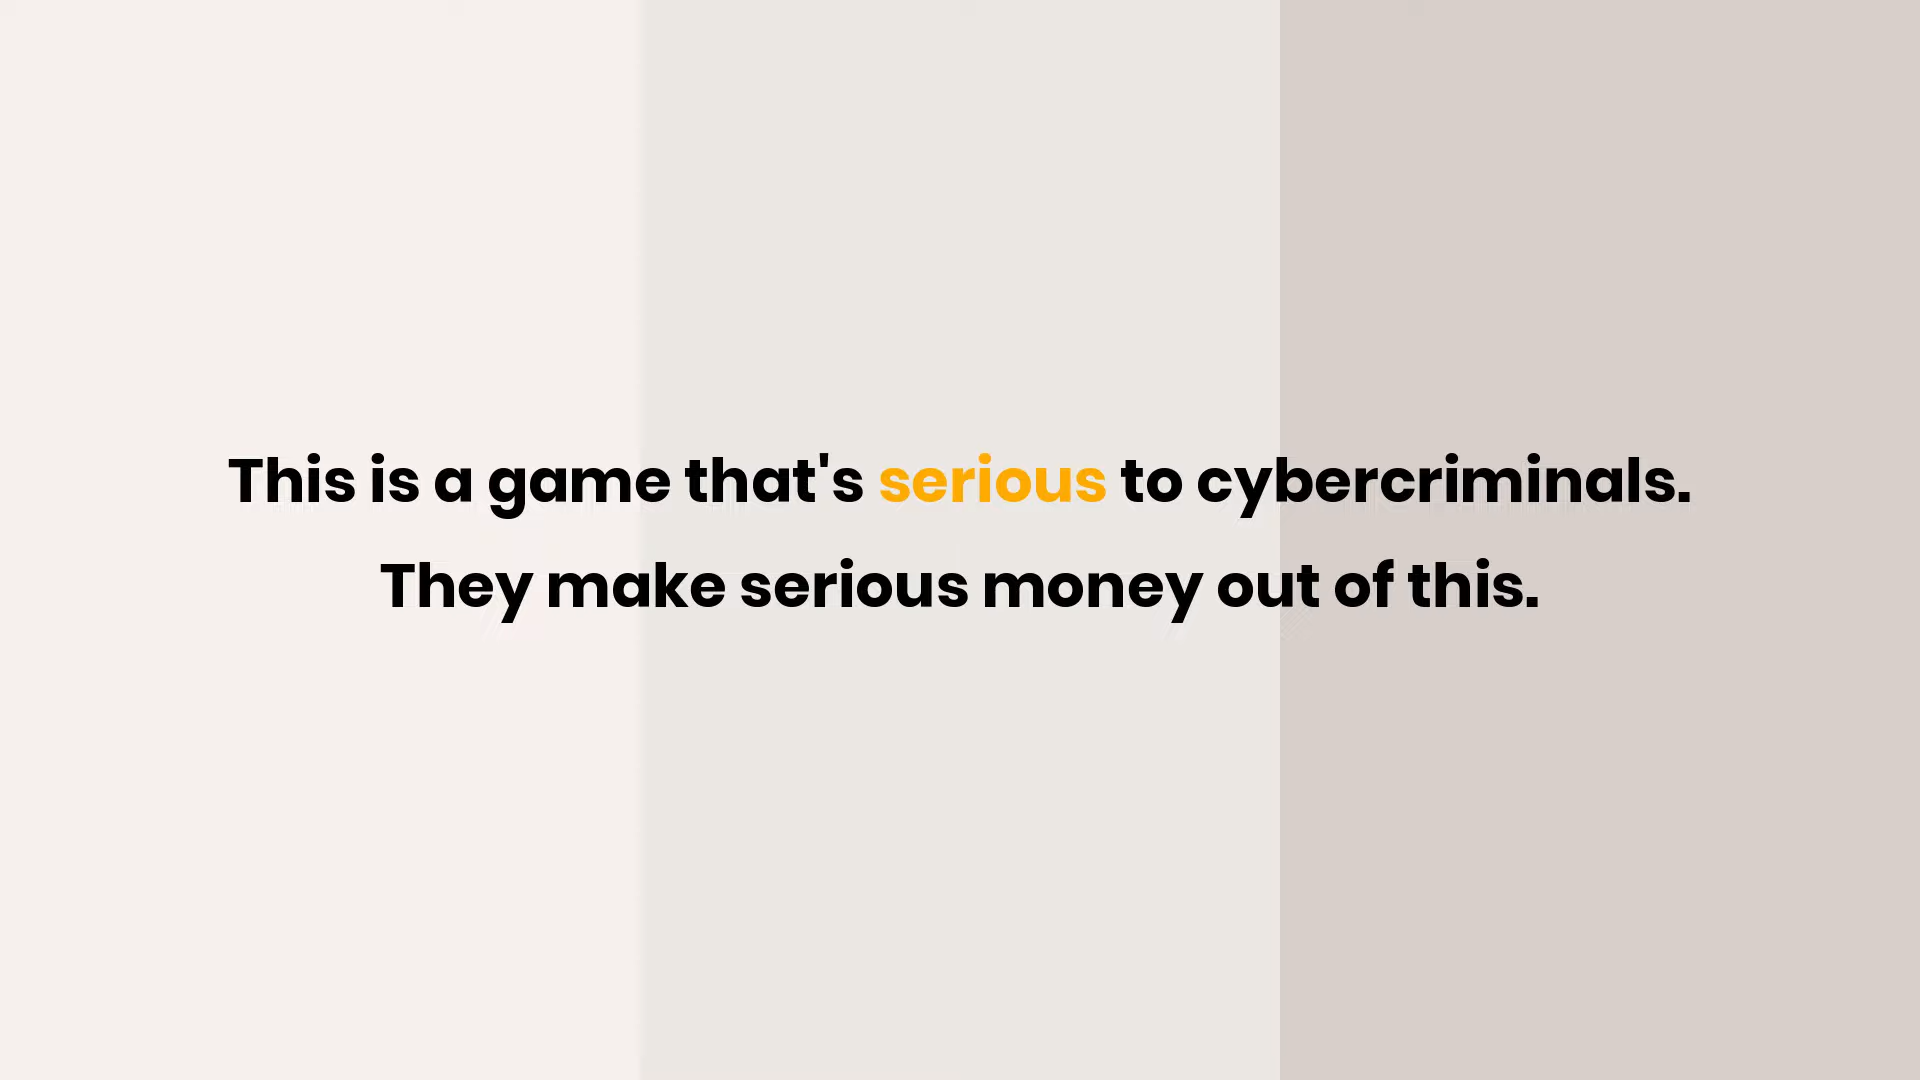 This is a game that's serious to cybercriminals.
They make serious money out of this.